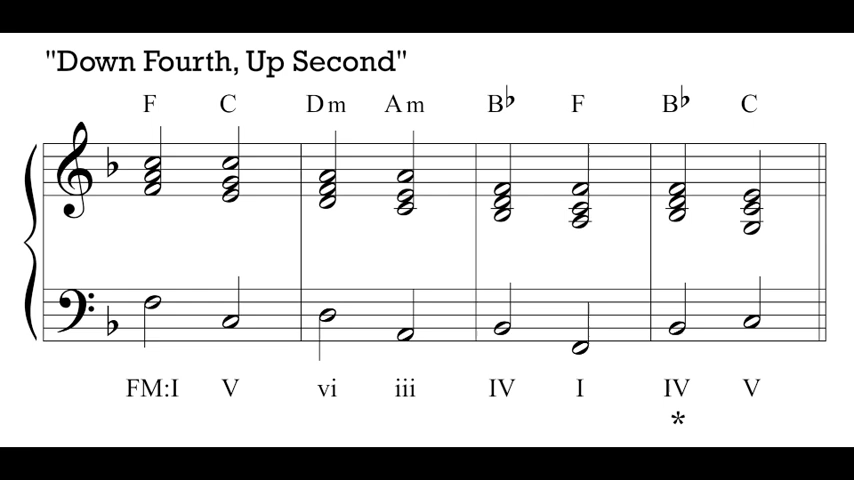 "Down Fourth, Up Second"
F C Dm Am B♭ F B♭ C
FM:I V vi iii IV I IV V
*